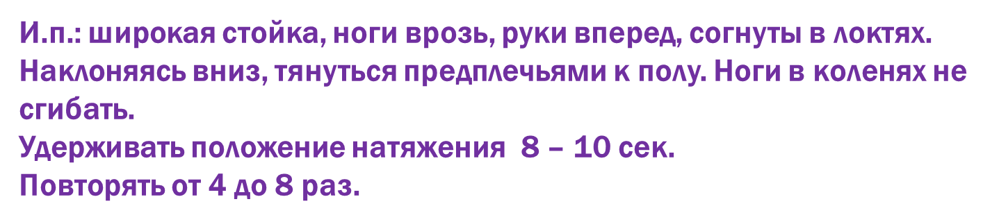 И.п.: широкая стойка, ноги врозь, руки вперед, согнуты в локтях.
Наклоняясь вниз, тянуться предплечьями к полу. Ноги в коленях не
сгибать.
Удерживать положение натяжения  8 – 10 сек.
Повторять от 4 до 8 раз.